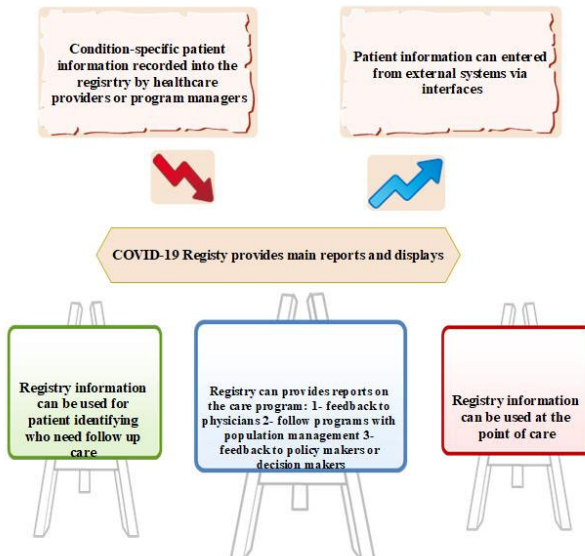 Condition-specific patient
information recorded into the
regisrtry by healthcare
providers or program managers
Patient information can entered
from external systems via
interfaces
COVID-19 Registy provides main reports and displays
Registry information
can be used for
patient identifying
who need follow up
care
Registry can provides reports on
the care program: 1- feedback to
physicians 2- follow programs with
population management 3-
feedback to policy makers or
decision makers
Registry information
can be used at the
point of care